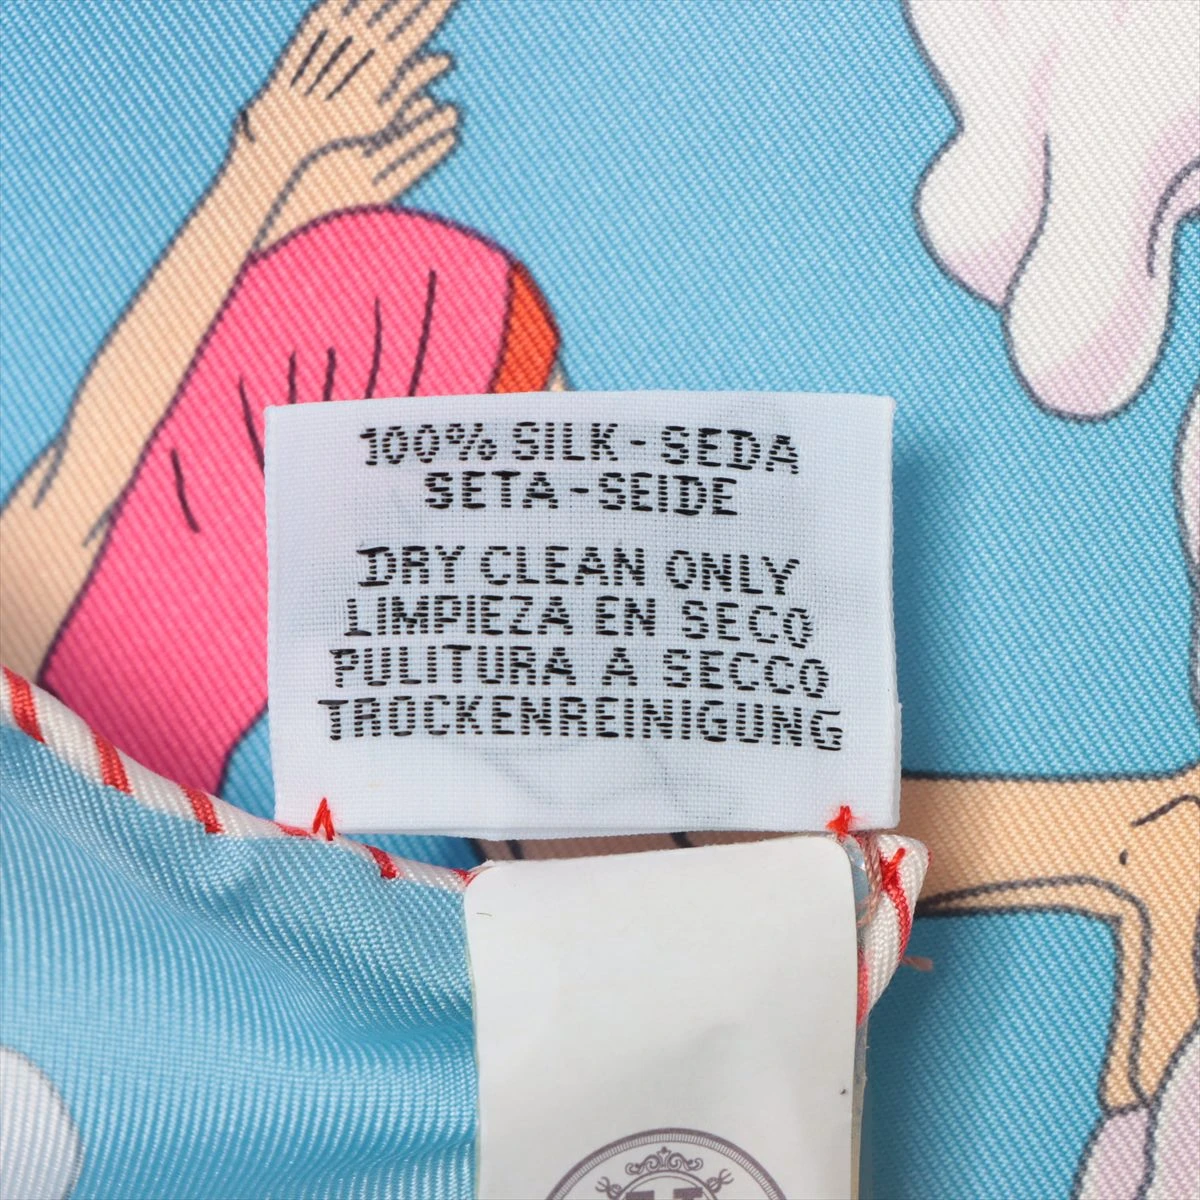 100% SILK - SEDA
SETA - SEIDE
DRY CLEAN ONLY
LIMPIEZA EN SECO
PULITURA A SECCO
TROCKENREINIGUNG